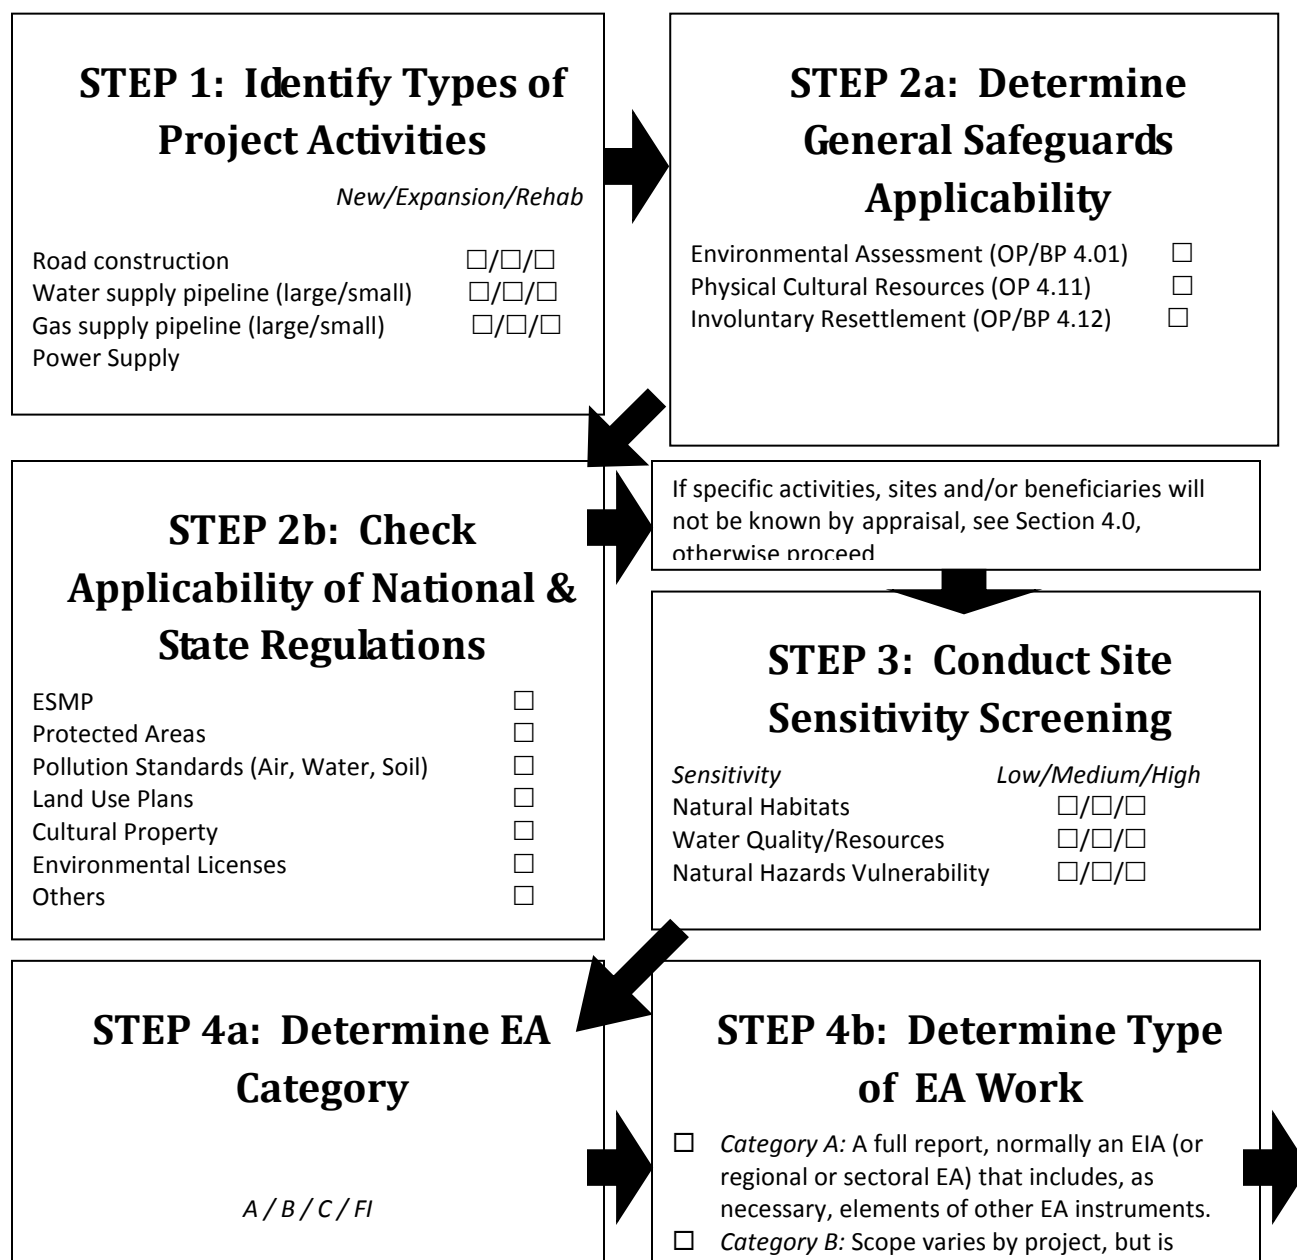 STEP 1: Identify Types of
Project Activities
New/Expansion/Rehab
Road construction ☐/☐/☐
Water supply pipeline (large/small) ☐/☐/☐
Gas supply pipeline (large/small) ☐/☐/☐
Power Supply
STEP 2a: Determine
General Safeguards
Applicability
Environmental Assessment (OP/BP 4.01) ☐
Physical Cultural Resources (OP 4.11) ☐
Involuntary Resettlement (OP/BP 4.12) ☐
STEP 2b: Check
Applicability of National &
State Regulations
ESMP ☐
Protected Areas ☐
Pollution Standards (Air, Water, Soil) ☐
Land Use Plans ☐
Cultural Property ☐
Environmental Licenses ☐
Others ☐
If specific activities, sites and/or beneficiaries will
not be known by appraisal, see Section 4.0,
otherwise proceed
STEP 3: Conduct Site
Sensitivity Screening
Sensitivity Low/Medium/High
Natural Habitats ☐/☐/☐
Water Quality/Resources ☐/☐/☐
Natural Hazards Vulnerability ☐/☐/☐
STEP 4a: Determine EA
Category
A / B / C / FI
STEP 4b: Determine Type
of EA Work
☐ Category A: A full report, normally an EIA (or
regional or sectoral EA) that includes, as
necessary, elements of other EA instruments.
☐ Category B: Scope varies by project, but is